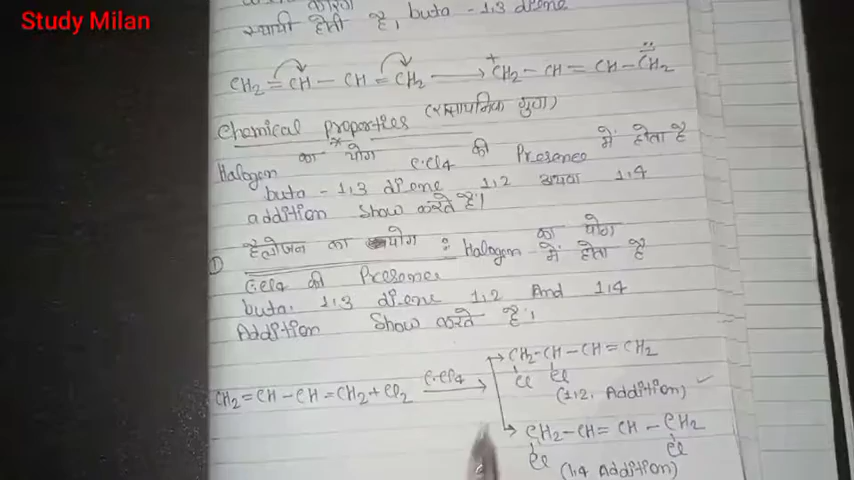 Study Milan
स्थायी होती है, buta - 1,3 diene
CH₂ = CH - CH = CH₂ → ⁺CH₂ - CH = CH - C̈H₂
Chemical properties (रसायनिक गुण)
Halogen का योग CCl4 की Presence में होता है
buta - 1,3 diene 1,2 अथवा 1,4
addition Show करते है।
① हैलोजन का योग : Halogen का योग
CCl4 की Presence में होता है
buta. 1,3 diene 1,2 And 1,4
Addition Show करते है।
CH₂=CH-CH=CH₂+Cl₂ CCl4 → CH₂-CH-CH=CH₂
Cl Cl
(1,2, Addition)
CH₂-CH=CH-CH₂
Cl Cl
(1,4 Addition)